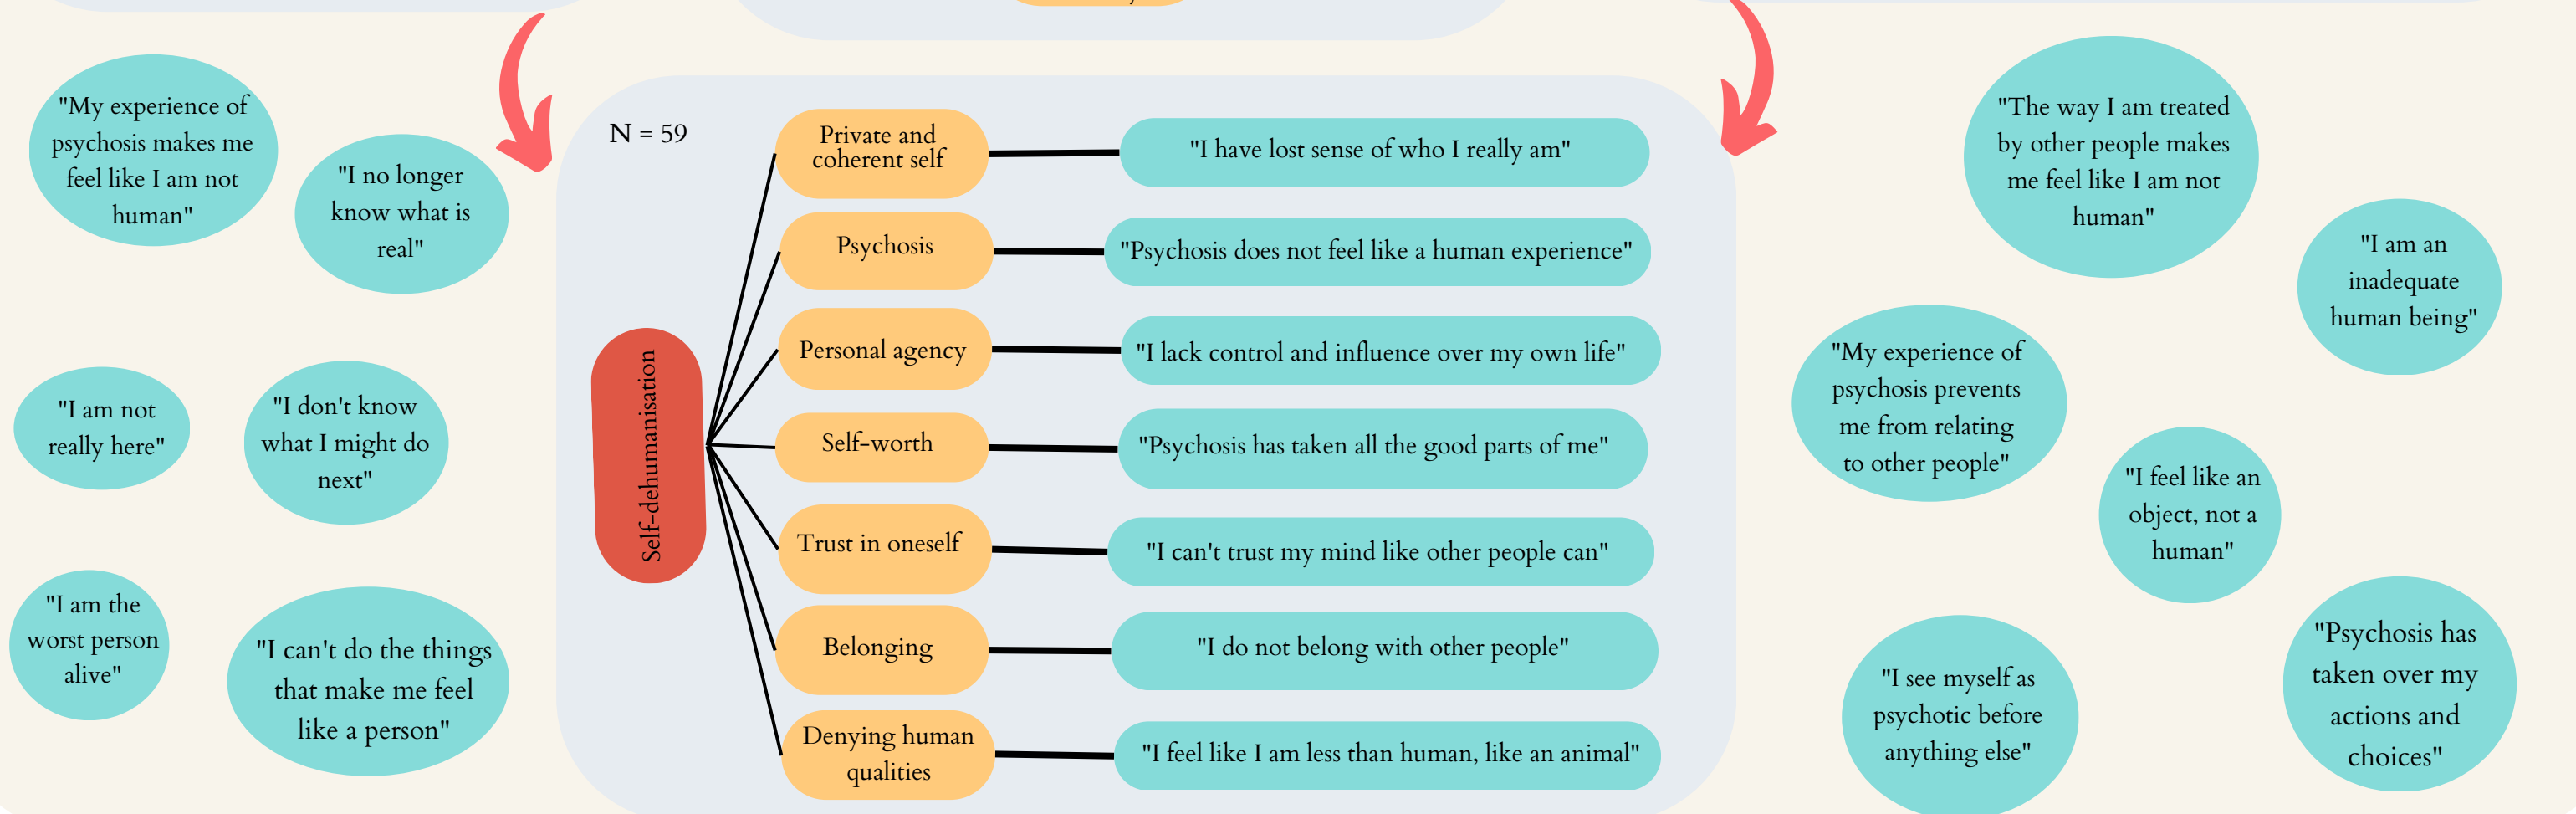 "My experience of
psychosis makes me
feel like I am not
human"
"I no longer
know what is
real"
"I am not
really here"
"I don't know
what I might do
next"
"I am the
worst person
alive"
"I can't do the things
that make me feel
like a person"
N = 59
Self-dehumanisation
Private and
coherent self
"I have lost sense of who I really am"
Psychosis
"Psychosis does not feel like a human experience"
Personal agency
"I lack control and influence over my own life"
Self-worth
"Psychosis has taken all the good parts of me"
Trust in oneself
"I can't trust my mind like other people can"
Belonging
"I do not belong with other people"
Denying human
qualities
"I feel like I am less than human, like an animal"
"The way I am treated
by other people makes
me feel like I am not
human"
"I am an
inadequate
human being"
"My experience of
psychosis prevents
me from relating
to other people"
"I feel like an
object, not a
human"
"I see myself as
psychotic before
anything else"
"Psychosis has
taken over my
actions and
choices"